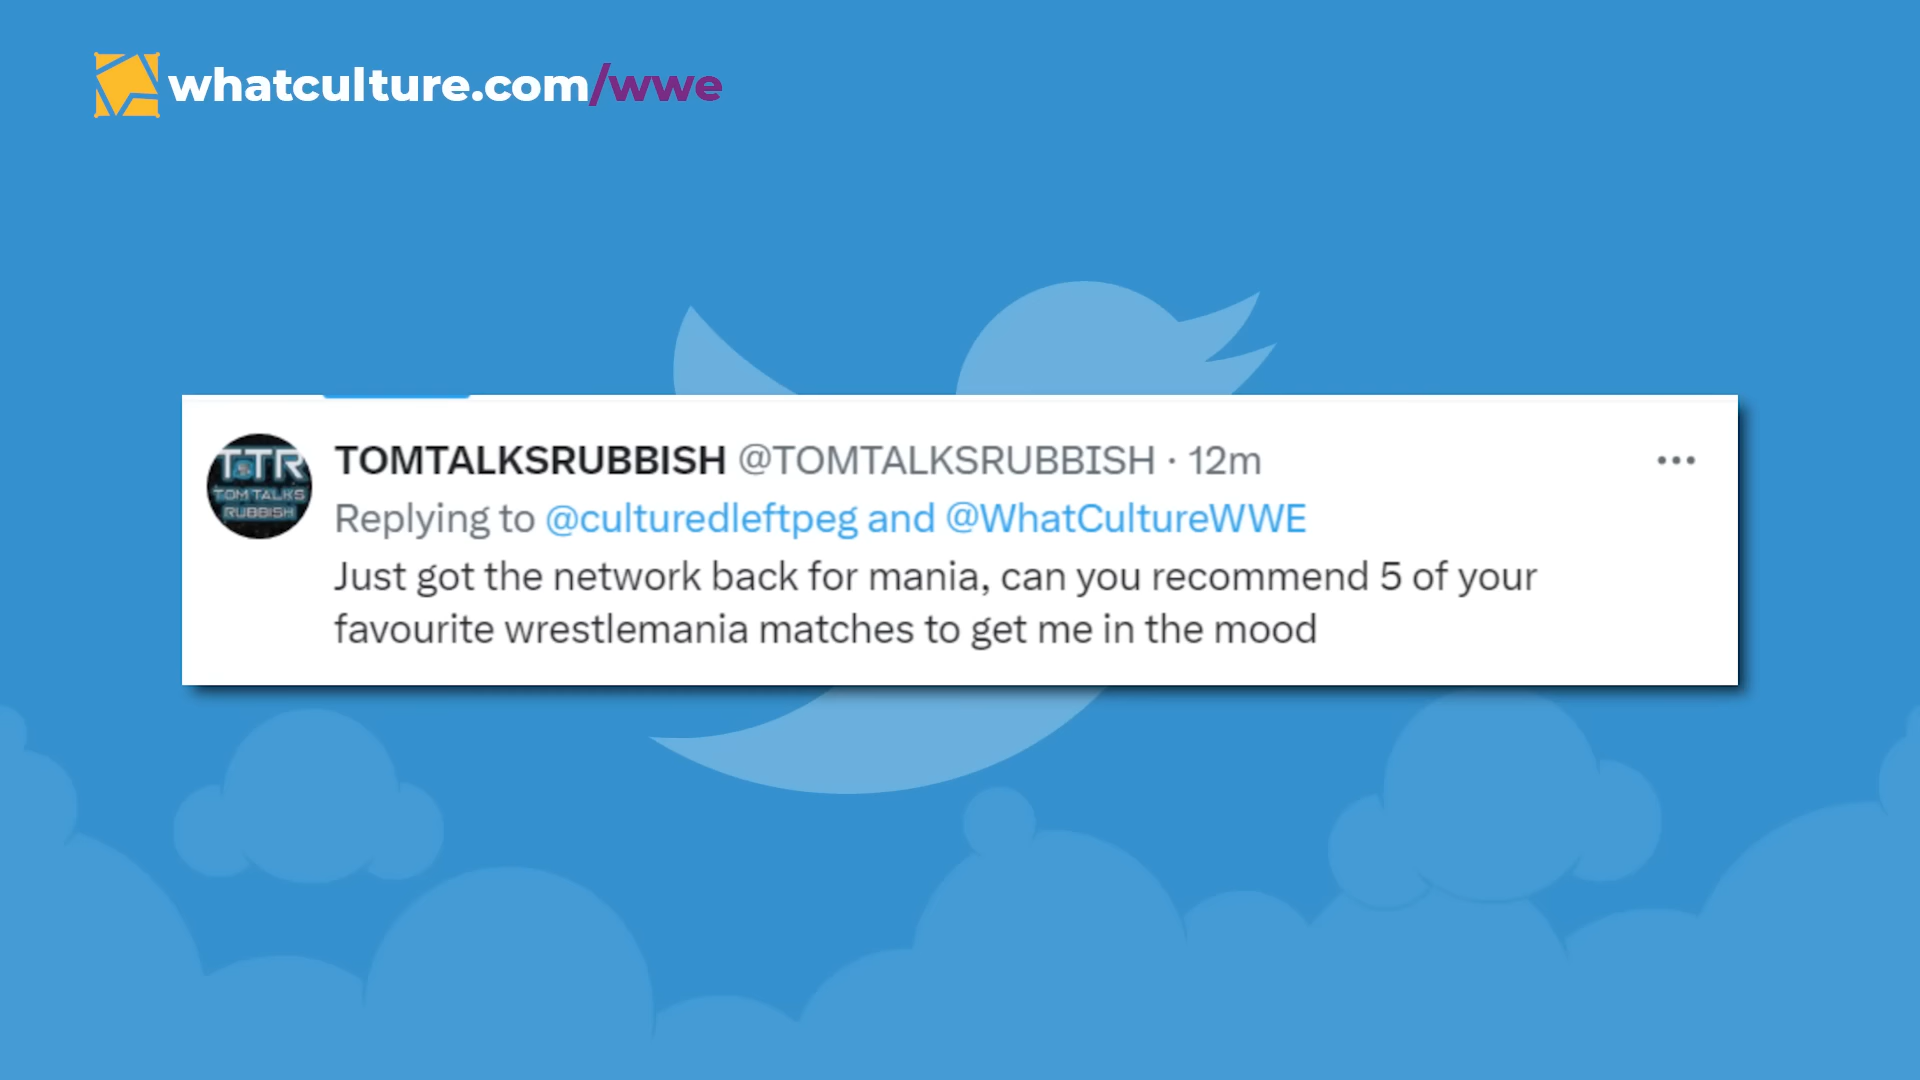 whatculture.com/wwe
TTR
TOM TALKS
RUBBISH
TOMTALKSRUBBISH @TOMTALKSRUBBISH · 12m
Replying to @culturedleftpeg and @WhatCultureWWE
Just got the network back for mania, can you recommend 5 of your
favourite wrestlemania matches to get me in the mood